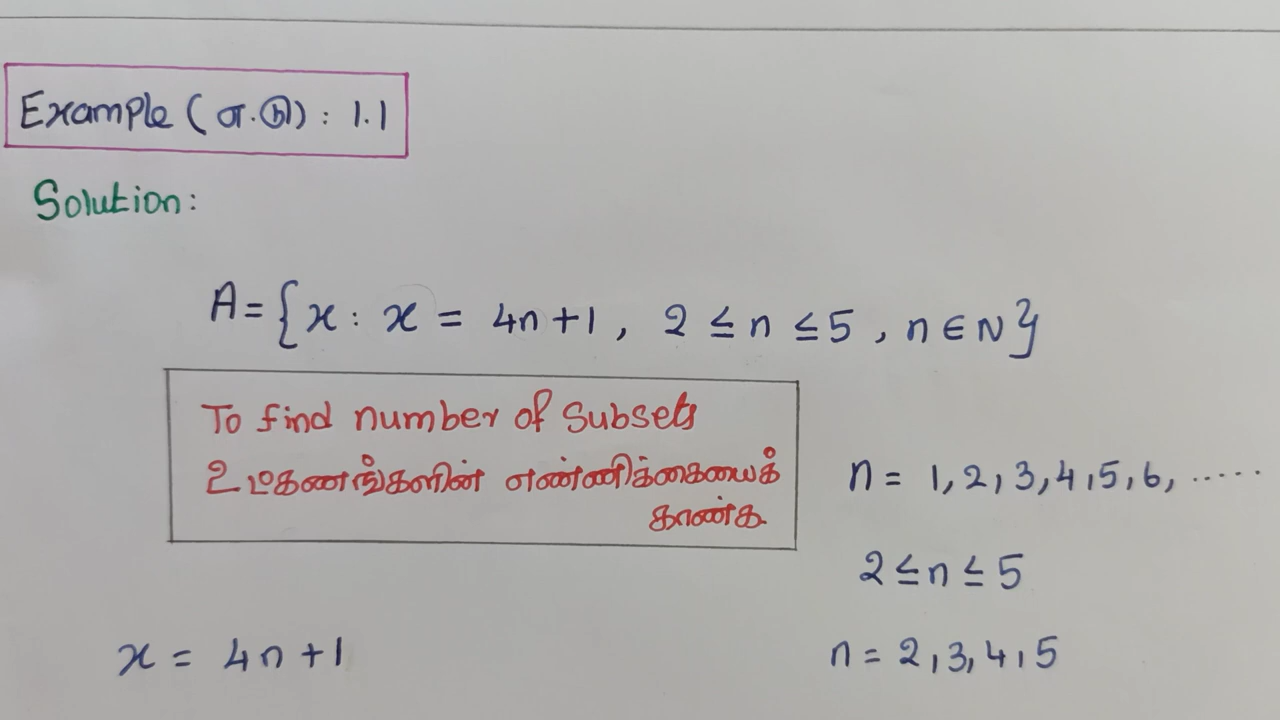 Example (எ.கா) : 1.1
Solution:
A = { x : x = 4n + 1 , 2 ≤ n ≤ 5 , n ∈ N }
To find number of Subsets
உட்கணங்களின் எண்ணிக்கையைக்
காண்க
n = 1, 2, 3, 4, 5, 6, ......
2 ≤ n ≤ 5
x = 4n + 1
n = 2, 3, 4, 5